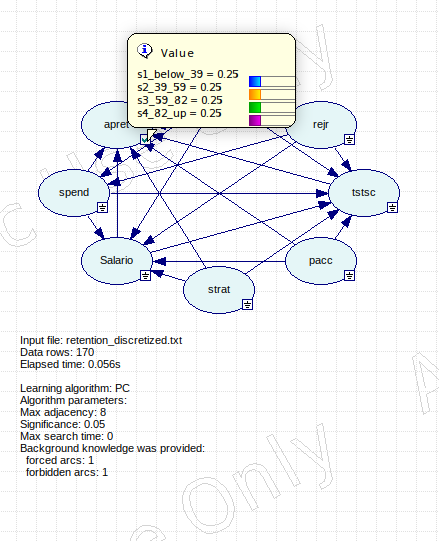 Value
s1_below_39 = 0.25
s2_39_59 = 0.25
s3_59_82 = 0.25
s4_82_up = 0.25
apret
rejr
spend
tstsc
Salario
pacc
strat
Input file: retention_discretized.txt
Data rows: 170
Elapsed time: 0.056s
Learning algorithm: PC
Algorithm parameters:
Max adjacency: 8
Significance: 0.05
Max search time: 0
Background knowledge was provided:
forced arcs: 1
forbidden arcs: 1
e Only